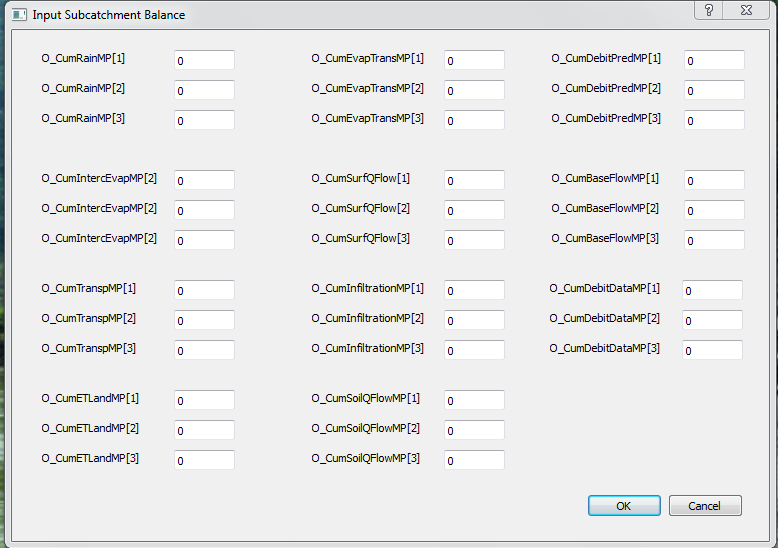 Input Subcatchment Balance
O_CumRainMP[1] 0 O_CumEvapTransMP[1] 0 O_CumDebitPredMP[1] 0
O_CumRainMP[2] 0 O_CumEvapTransMP[2] 0 O_CumDebitPredMP[2] 0
O_CumRainMP[3] 0 O_CumEvapTransMP[3] 0 O_CumDebitPredMP[3] 0
O_CumIntercEvapMP[2] 0 O_CumSurfQFlow[1] 0 O_CumBaseFlowMP[1] 0
O_CumIntercEvapMP[2] 0 O_CumSurfQFlow[2] 0 O_CumBaseFlowMP[2] 0
O_CumIntercEvapMP[2] 0 O_CumSurfQFlow[3] 0 O_CumBaseFlowMP[3] 0
O_CumTranspMP[1] 0 O_CumInfiltrationMP[1] 0 O_CumDebitDataMP[1] 0
O_CumTranspMP[2] 0 O_CumInfiltrationMP[2] 0 O_CumDebitDataMP[2] 0
O_CumTranspMP[3] 0 O_CumInfiltrationMP[3] 0 O_CumDebitDataMP[3] 0
O_CumETLandMP[1] 0 O_CumSoilQFlowMP[1] 0
O_CumETLandMP[2] 0 O_CumSoilQFlowMP[2] 0
O_CumETLandMP[3] 0 O_CumSoilQFlowMP[3] 0
OK Cancel